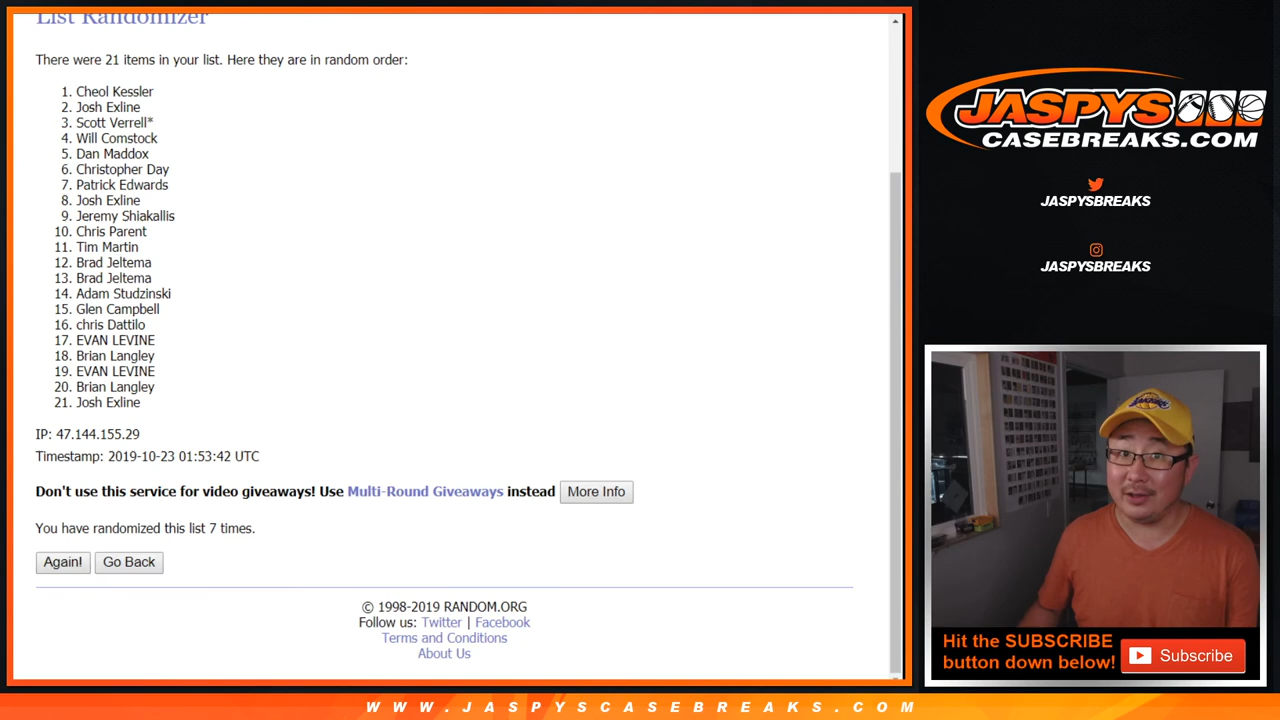 List Randomizer
There were 21 items in your list. Here they are in random order:
1. Cheol Kessler
2. Josh Exline
3. Scott Verrell*
4. Will Comstock
5. Dan Maddox
6. Christopher Day
7. Patrick Edwards
8. Josh Exline
9. Jeremy Shiakallis
10. Chris Parent
11. Tim Martin
12. Brad Jeltema
13. Brad Jeltema
14. Adam Studzinski
15. Glen Campbell
16. chris Dattilo
17. EVAN LEVINE
18. Brian Langley
19. EVAN LEVINE
20. Brian Langley
21. Josh Exline
IP: 47.144.155.29
Timestamp: 2019-10-23 01:53:42 UTC
Don't use this service for video giveaways! Use Multi-Round Giveaways instead More Info
You have randomized this list 7 times.
Again! Go Back
© 1998-2019 RANDOM.ORG
Follow us: Twitter | Facebook
Terms and Conditions
About Us
JASPYS
CASEBREAKS.COM
JASPYSBREAKS
JASPYSBREAKS
Hit the SUBSCRIBE
button down below!
Subscribe
WWW.JASPYSCASEBREAKS.COM